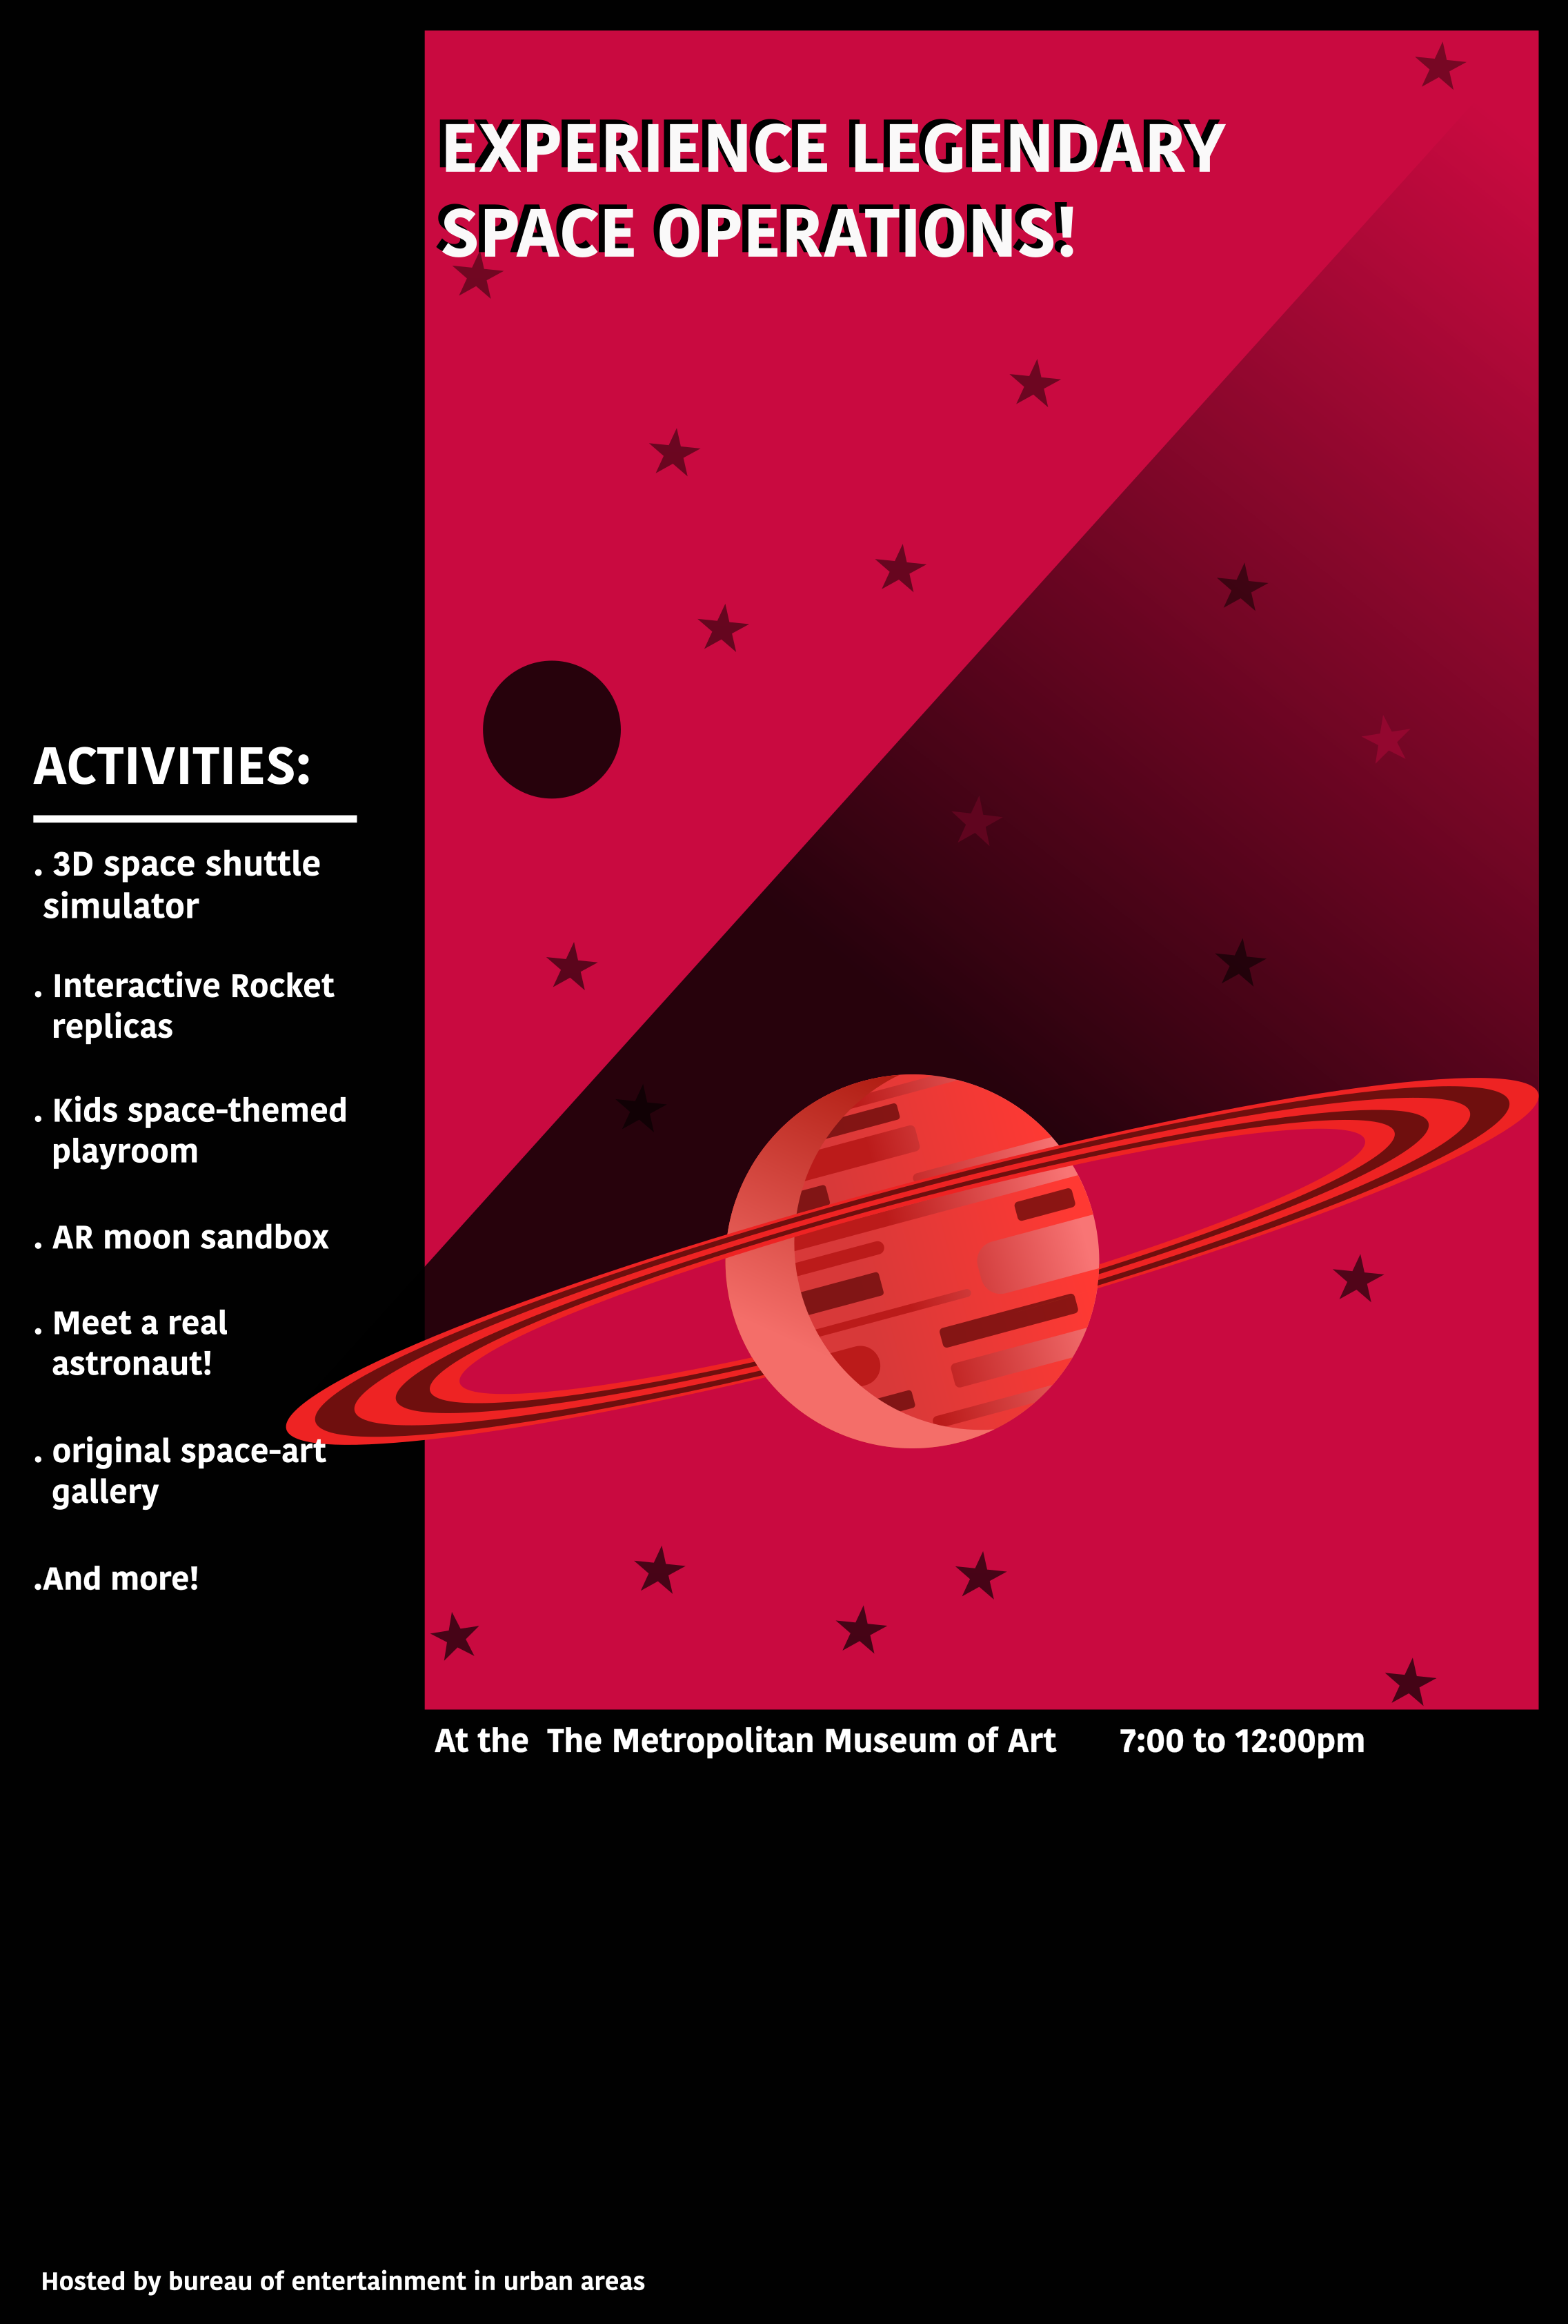 EXPERIENCE LEGENDARY
SPACE OPERATIONS!
ACTIVITIES:
. 3D space shuttle
simulator
. Interactive Rocket
replicas
. Kids space-themed
playroom
. AR moon sandbox
. Meet a real
astronaut!
. original space-art
gallery
.And more!
At the The Metropolitan Museum of Art 7:00 to 12:00pm
Hosted by bureau of entertainment in urban areas